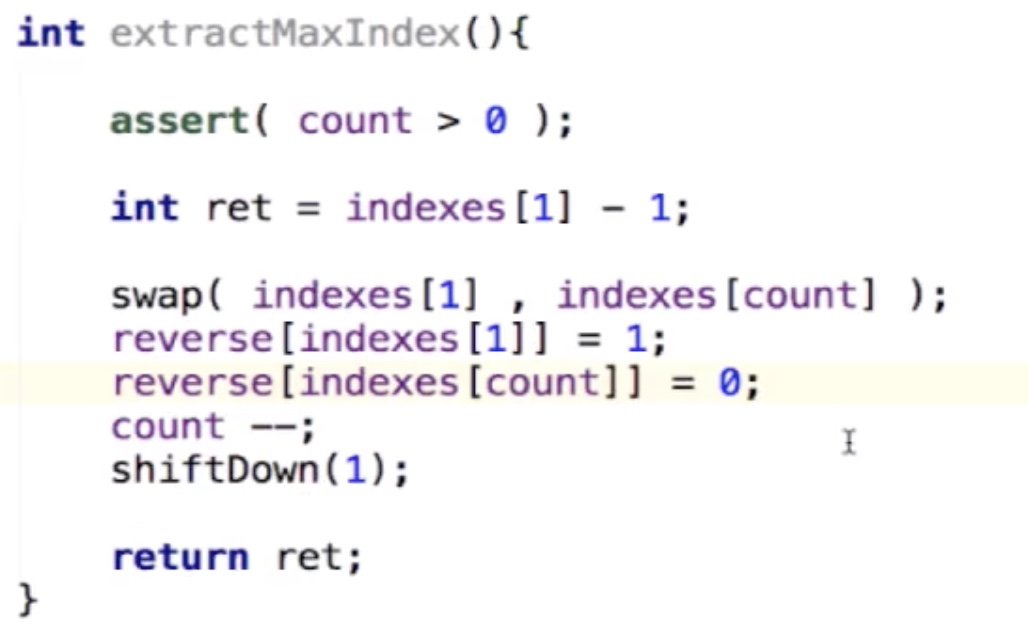 int extractMaxIndex(){
assert( count > 0 );
int ret = indexes[1] - 1;
swap( indexes[1] , indexes[count] );
reverse[indexes[1]] = 1;
reverse[indexes[count]] = 0;
count --;
shiftDown(1);
return ret;
}